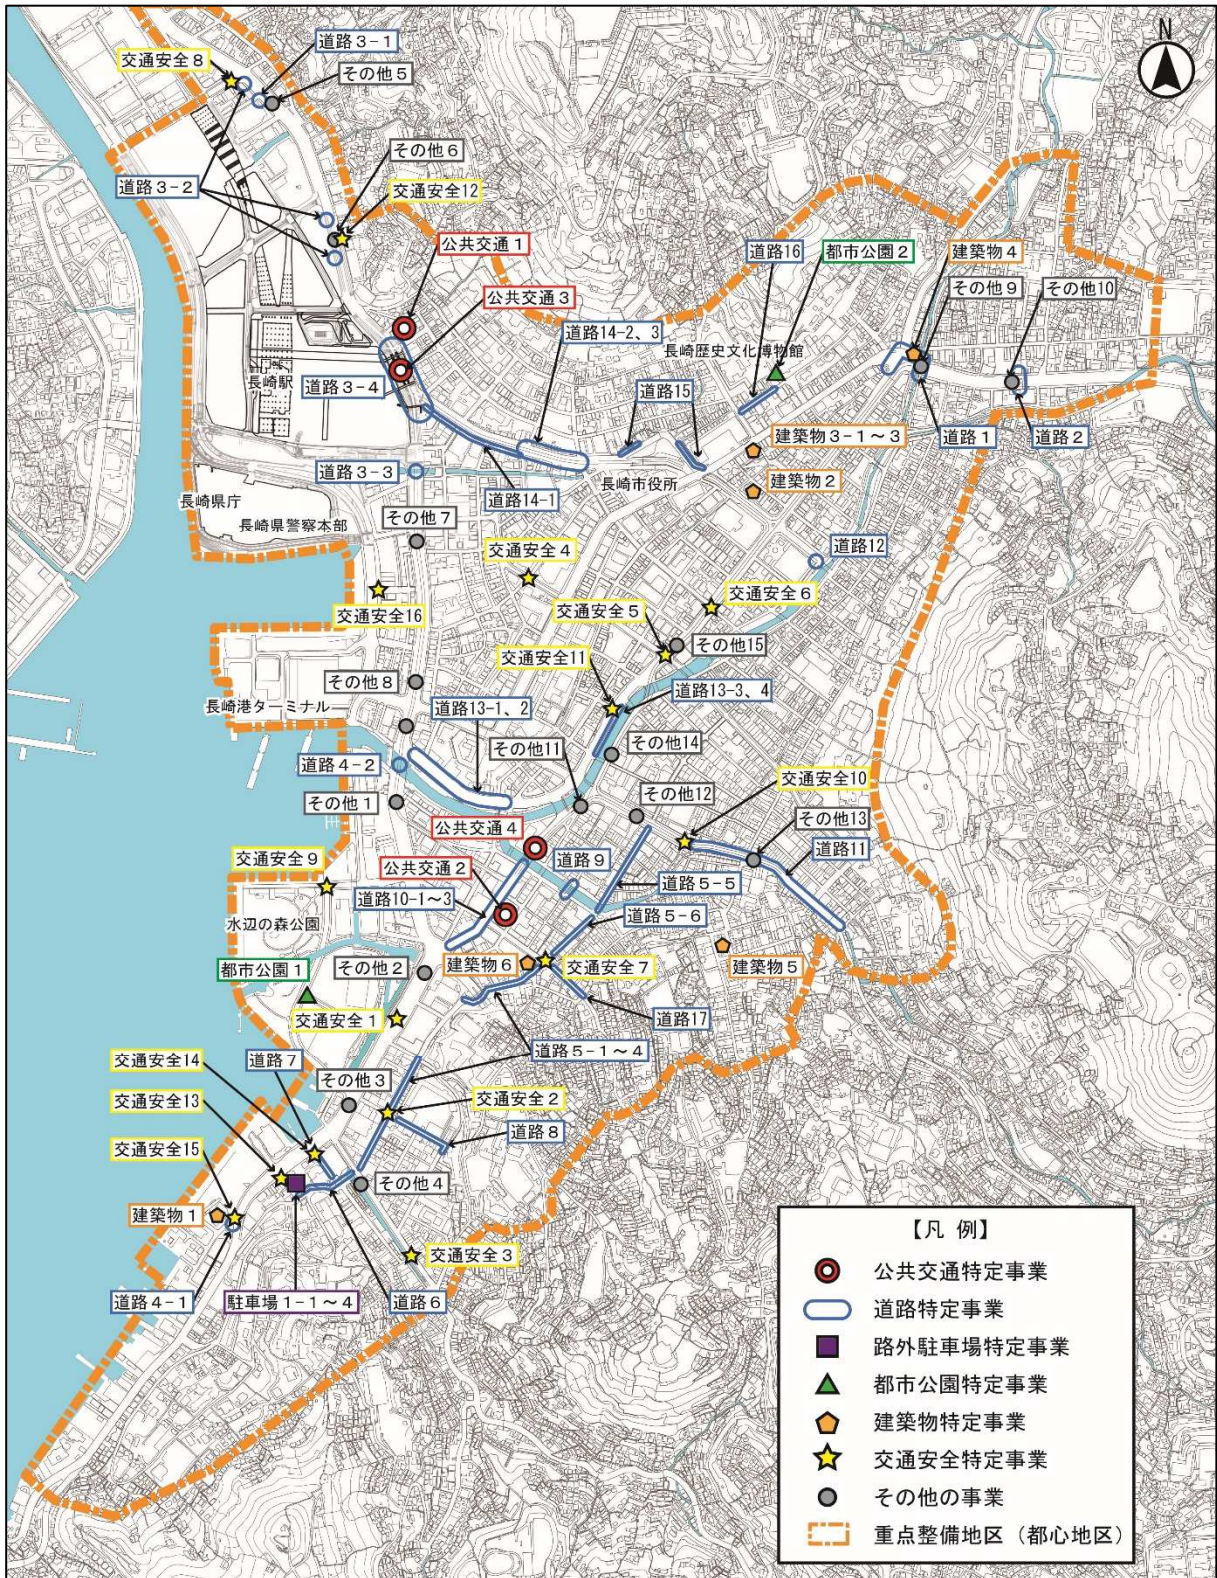 N
道路3-1
交通安全8
その他5
その他6
道路3-2
交通安全12
公共交通1
道路16
都市公園2
建築物4
その他9
その他10
公共交通3
道路14-2、3
長崎歴史文化博物館
長崎駅
道路3-4
道路15
道路1
道路2
建築物3-1～3
道路3-3
長崎市役所
建築物2
道路14-1
長崎県庁
長崎県警察本部
その他7
道路12
交通安全4
交通安全6
交通安全5
交通安全16
その他15
交通安全11
その他8
道路13-3、4
長崎港ターミナル
道路13-1、2
その他11
その他14
道路4-2
交通安全10
その他1
その他12
公共交通4
その他13
道路11
交通安全9
公共交通2
道路9
道路5-5
道路10-1～3
道路5-6
水辺の森公園
都市公園1
その他2
建築物6
交通安全7
建築物5
交通安全1
道路17
交通安全14
道路7
道路5-1～4
その他3
交通安全13
交通安全2
道路8
交通安全15
その他4
建築物1
交通安全3
道路4-1
駐車場1-1～4
道路6
【凡 例】
公共交通特定事業
道路特定事業
路外駐車場特定事業
都市公園特定事業
建築物特定事業
交通安全特定事業
その他の事業
重点整備地区（都心地区）